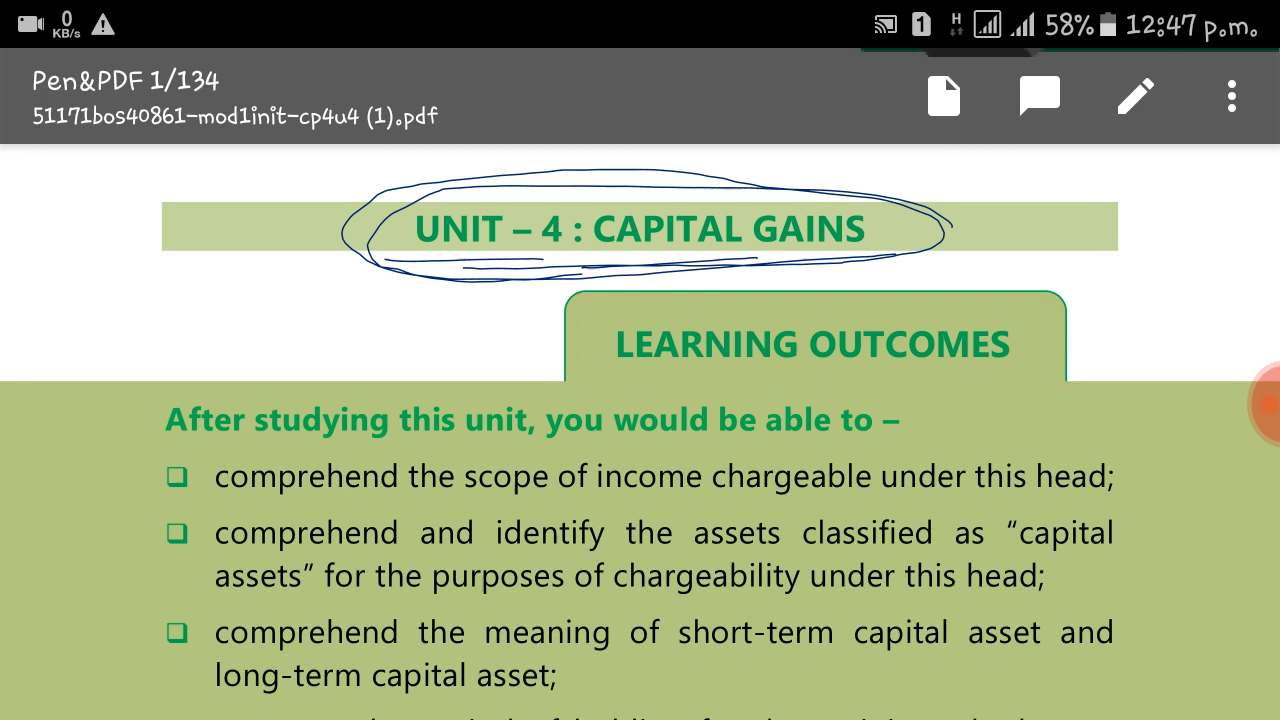 0
KB/s
1
H
58%
12:47 p.m.
Pen&PDF 1/134
51171bos40861-mod1init-cp4u4 (1).pdf
UNIT – 4 : CAPITAL GAINS
LEARNING OUTCOMES
After studying this unit, you would be able to –
❑ comprehend the scope of income chargeable under this head;
❑ comprehend and identify the assets classified as “capital
assets” for the purposes of chargeability under this head;
❑ comprehend the meaning of short-term capital asset and
long-term capital asset;